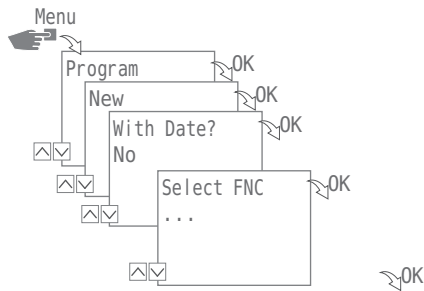 Menu
Program
OK
New
OK
With Date?
OK
No
Select FNC
OK
...
OK